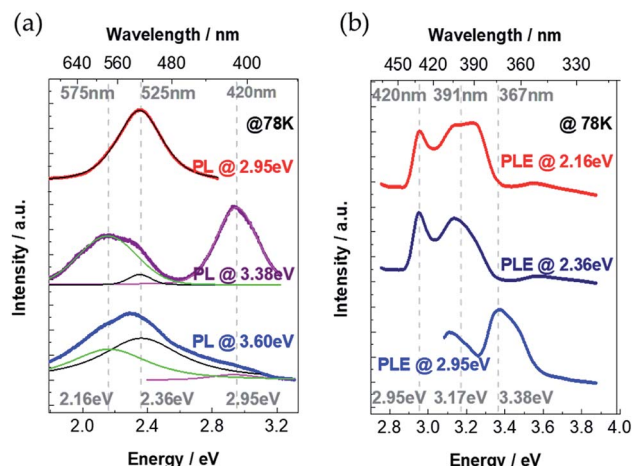 (a)
Wavelength / nm
640 560 480 400
575nm 525nm 420nm
@78K
PL @ 2.95eV
PL @ 3.38eV
PL @ 3.60eV
2.16eV 2.36eV 2.95eV
2.0 2.4 2.8 3.2
Energy / eV
Intensity / a.u.
(b)
Wavelength / nm
450 420 390 360 330
420nm 391nm 367nm
@ 78K
PLE @ 2.16eV
PLE @ 2.36eV
PLE @ 2.95eV
2.95eV 3.17eV 3.38eV
2.8 3.0 3.2 3.4 3.6 3.8 4.0
Energy / eV
Intensity / a.u.